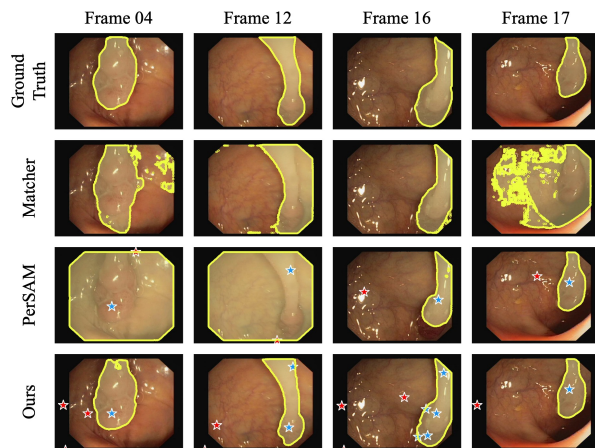 Frame 04
Frame 12
Frame 16
Frame 17
Ground
Truth
Matcher
PerSAM
Ours